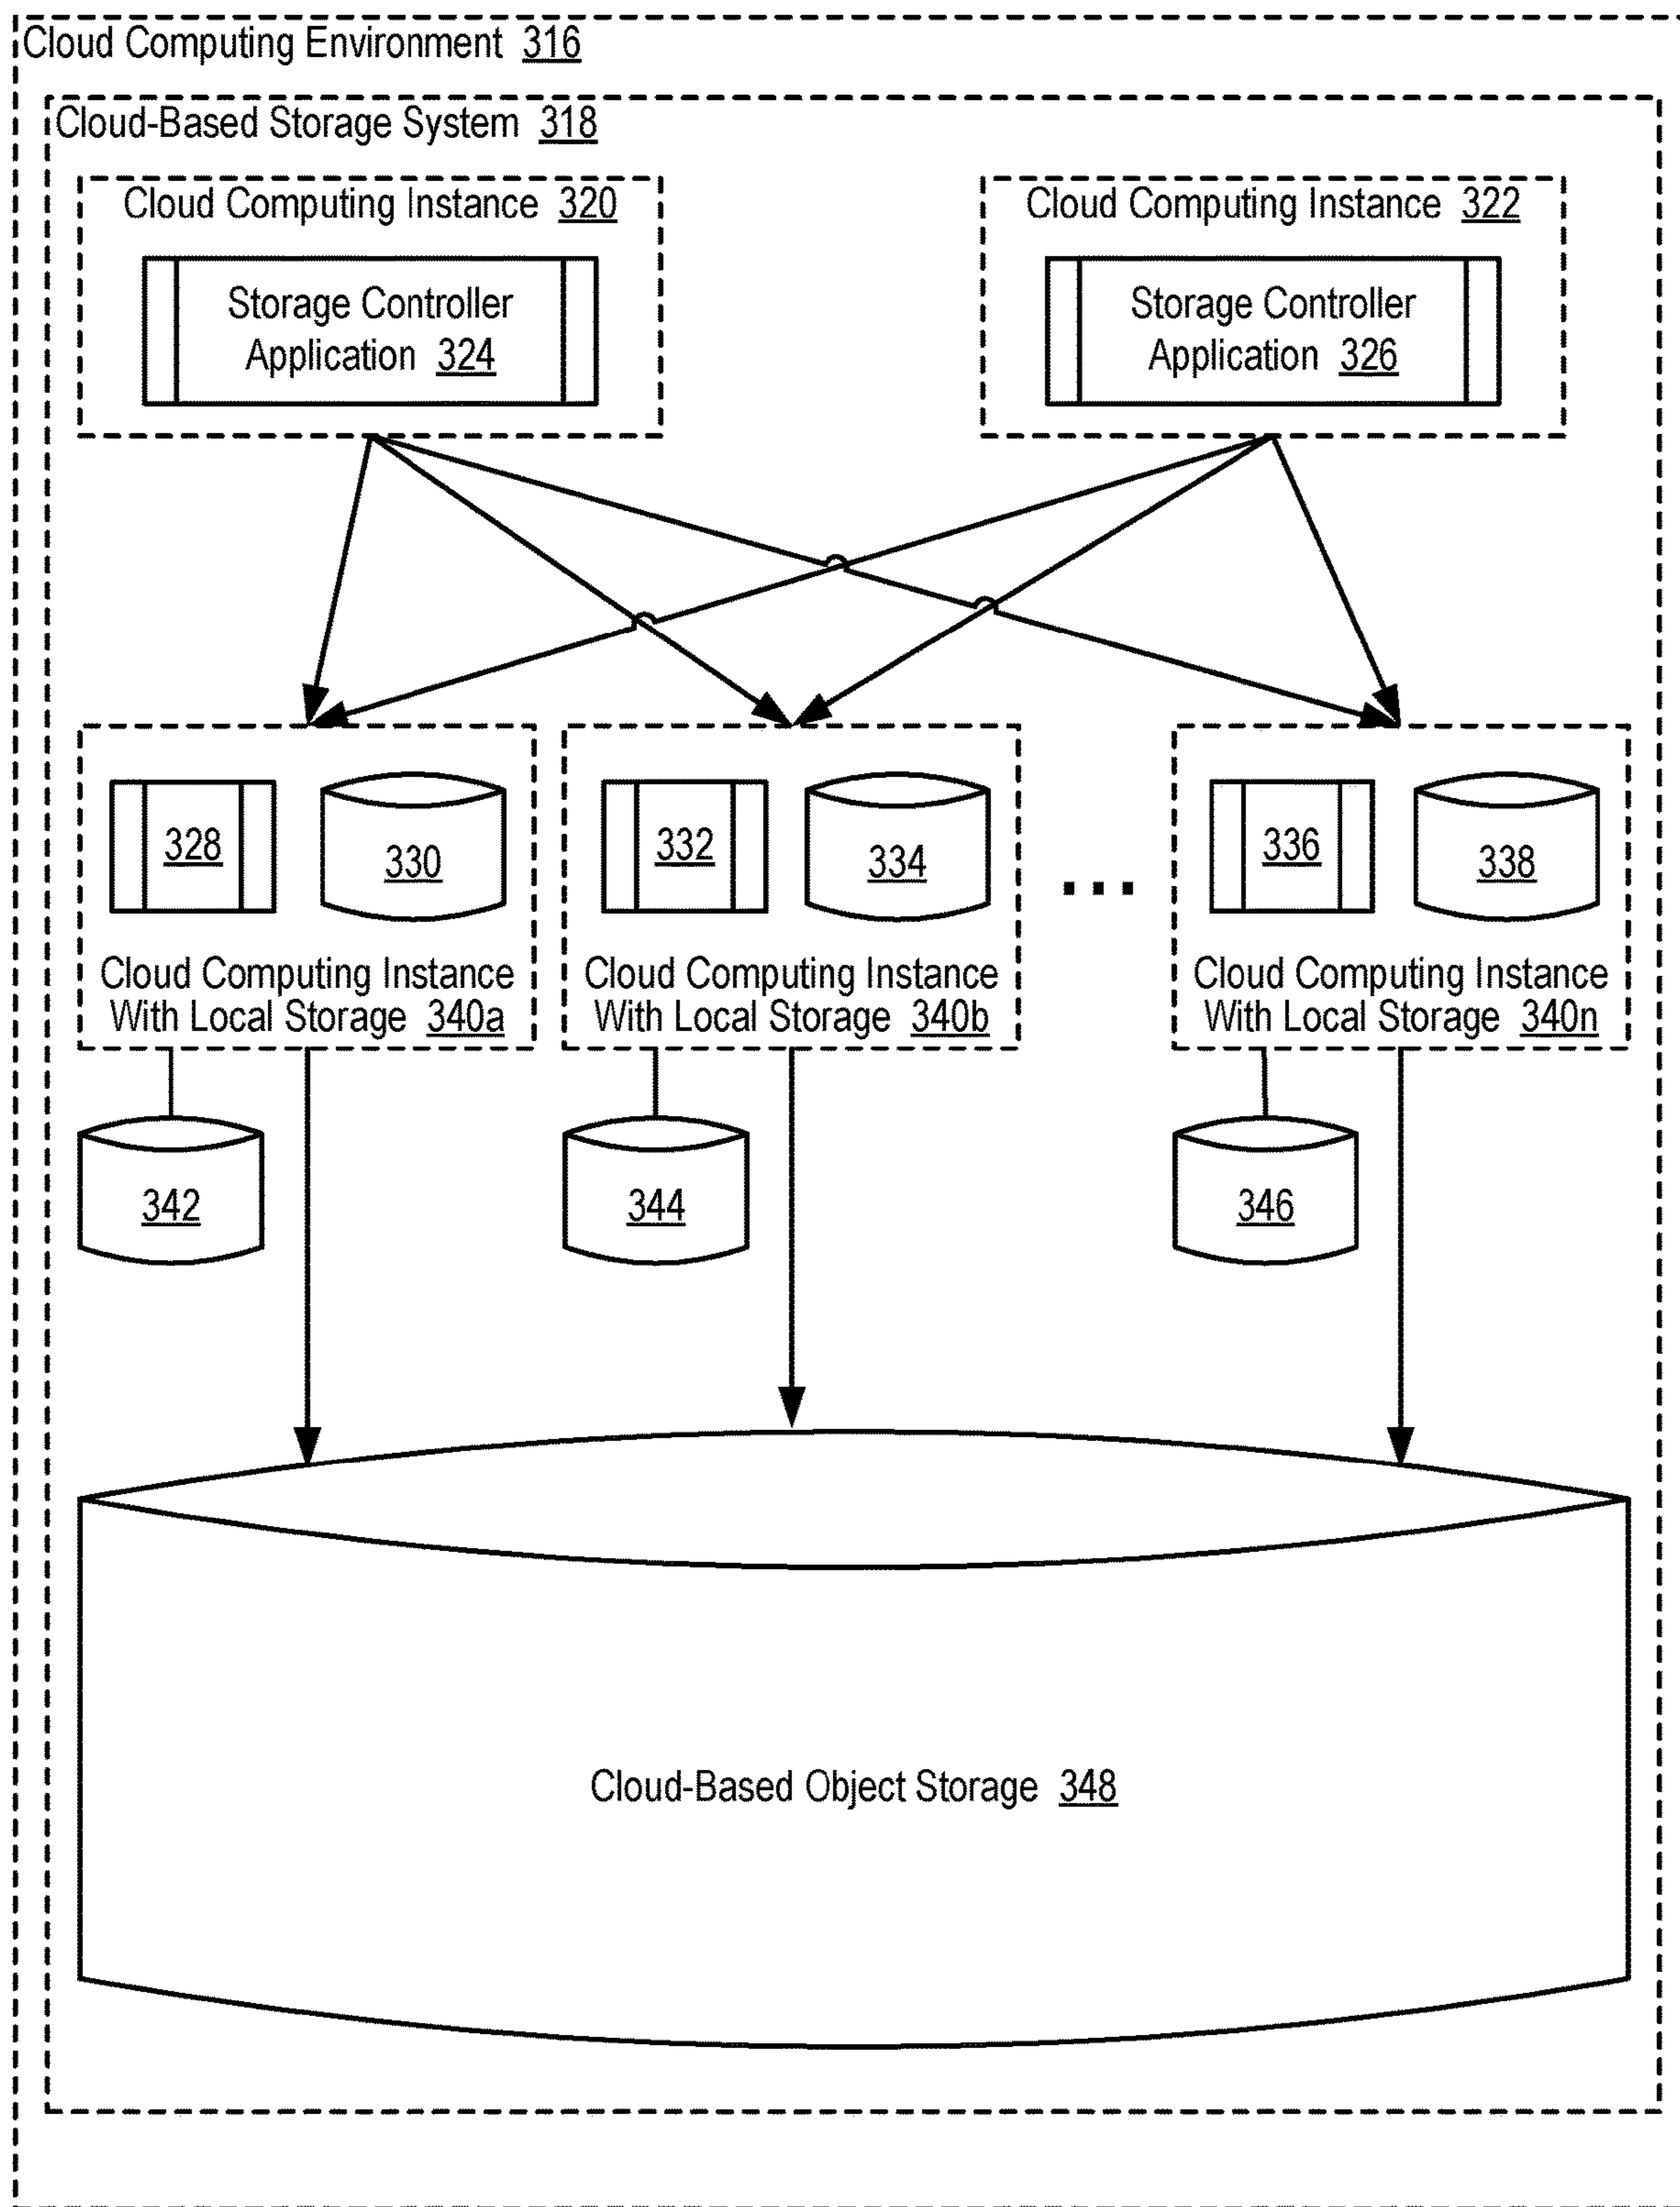 Cloud Computing Environment 316
Cloud-Based Storage System 318
Cloud Computing Instance 320
Storage Controller
Application 324
Cloud Computing Instance 322
Storage Controller
Application 326
328
330
Cloud Computing Instance
With Local Storage 340a
332
334
Cloud Computing Instance
With Local Storage 340b
...
336
338
Cloud Computing Instance
With Local Storage 340n
342
344
346
Cloud-Based Object Storage 348